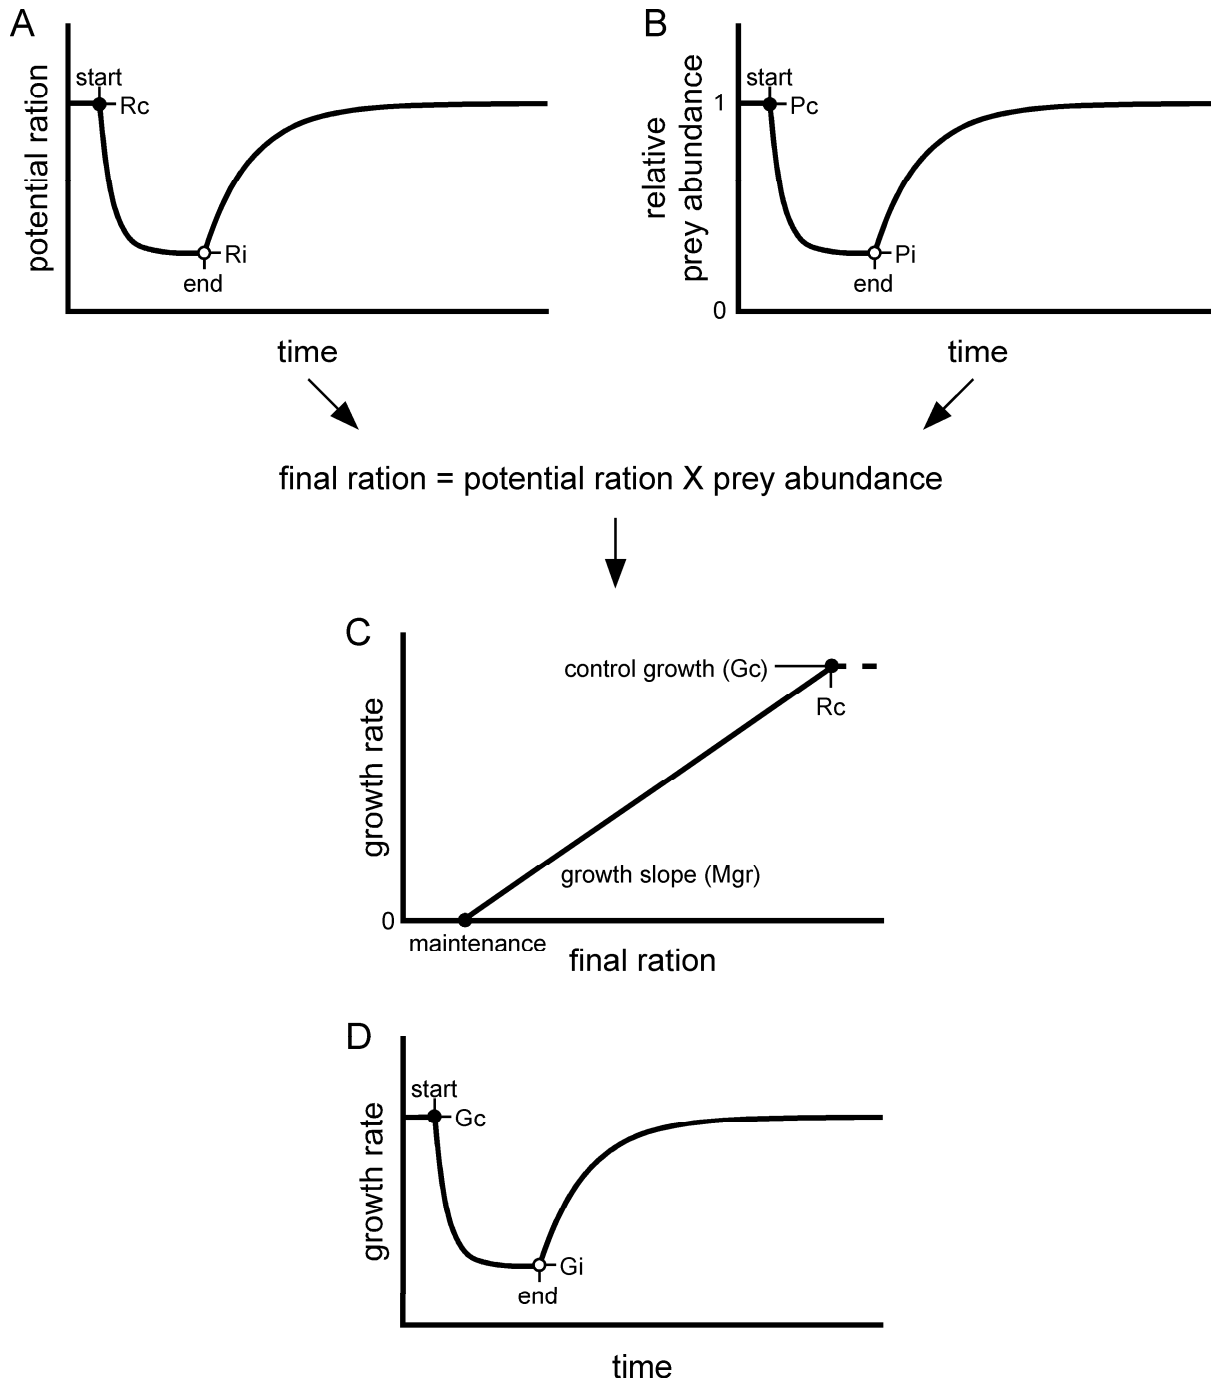 A
start
Rc
potential ration
Ri
end
time
B
start
1
Pc
relative
prey abundance
Pi
end
0
time
final ration = potential ration X prey abundance
C
control growth (Gc)
Rc
growth rate
growth slope (Mgr)
0
maintenance
final ration
D
start
Gc
growth rate
Gi
end
time